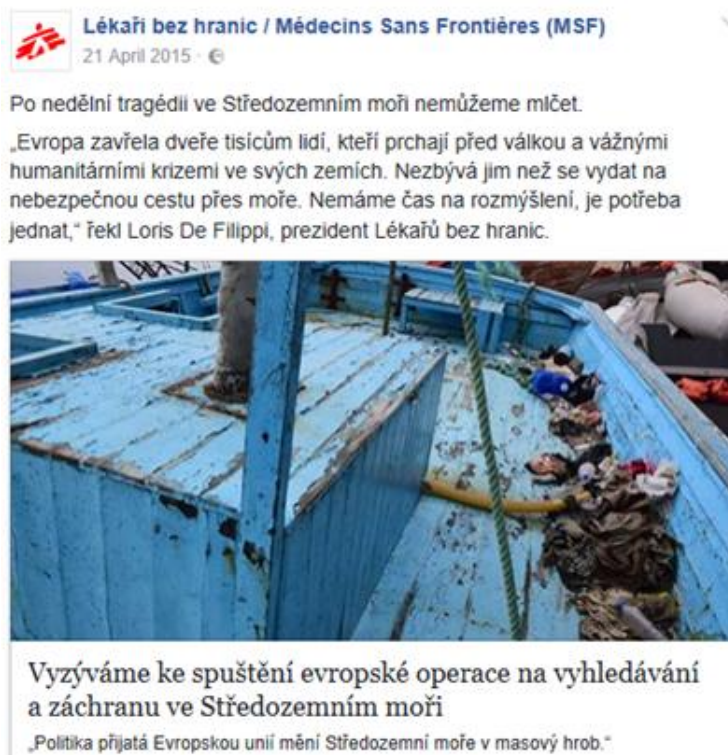 Lékaři bez hranic / Médecins Sans Frontières (MSF)
21 April 2015
Po nedělní tragédii ve Středozemním moři nemůžeme mlčet.
„Evropa zavřela dveře tisícům lidí, kteří prchají před válkou a vážnými
humanitárními krizemi ve svých zemích. Nezbývá jim než se vydat na
nebezpečnou cestu přes moře. Nemáme čas na rozmýšlení, je potřeba
jednat,“ řekl Loris De Filippi, prezident Lékařů bez hranic.
Vyzýváme ke spuštění evropské operace na vyhledávání
a záchranu ve Středozemním moři
„Politika přijatá Evropskou unií mění Středozemní moře v masový hrob.“